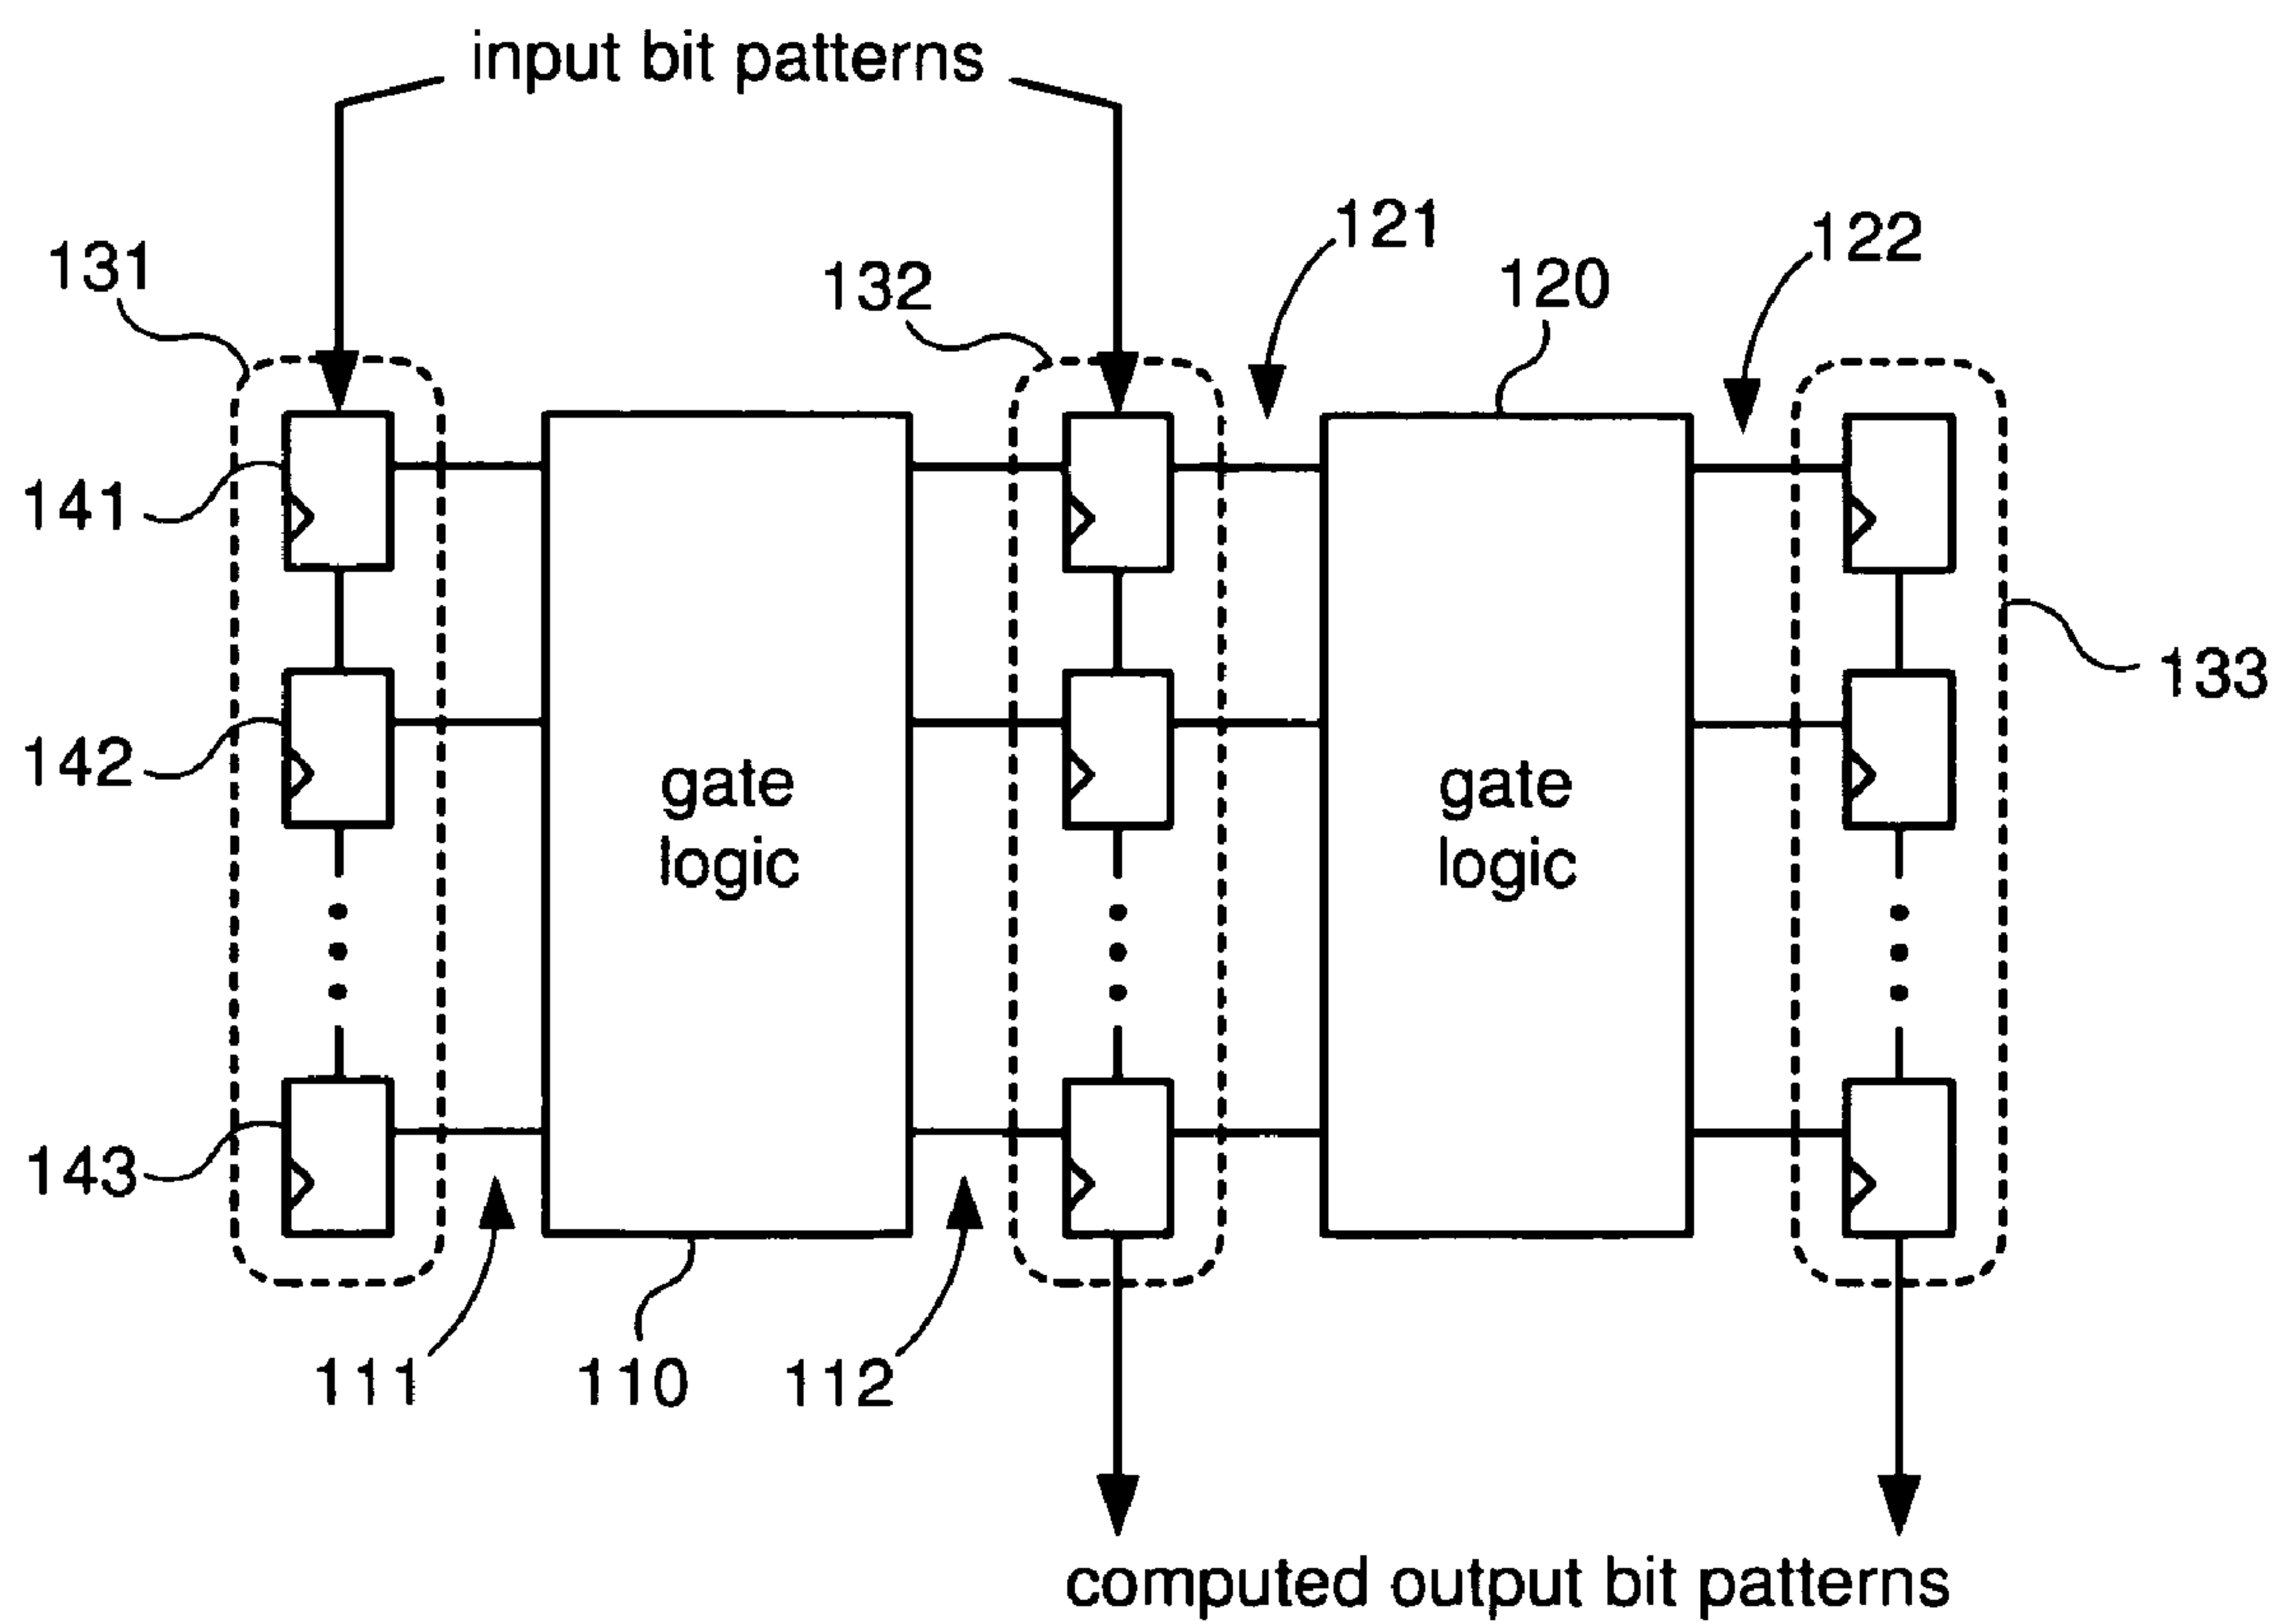 input bit patterns
121
122
131
132
120
141
133
142
gate
logic
gate
logic
143
111
110
112
computed output bit patterns